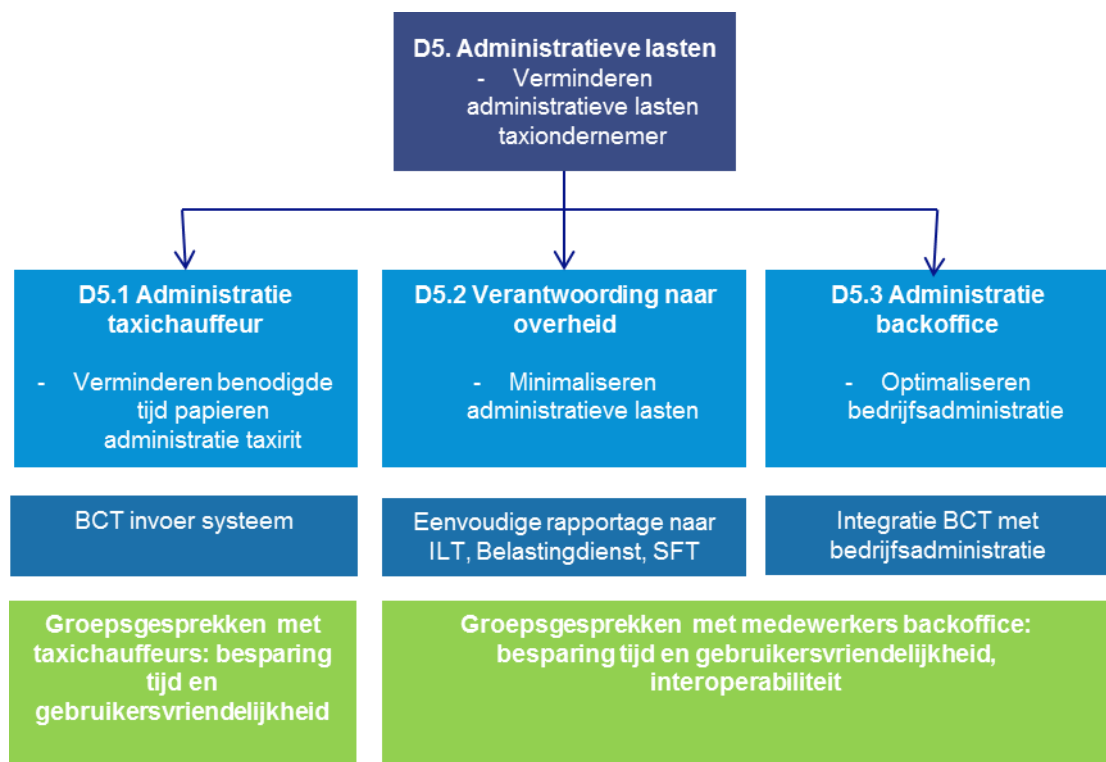 D5. Administratieve lasten
- Verminderen
administratieve lasten
taxiondernemer
D5.1 Administratie
taxichauffeur
- Verminderen benodigde
tijd papieren
administratie taxirit
D5.2 Verantwoording naar
overheid
- Minimaliseren
administratieve lasten
D5.3 Administratie
backoffice
- Optimaliseren
bedrijfsadministratie
BCT invoer systeem
Eenvoudige rapportage naar
ILT, Belastingdienst, SFT
Integratie BCT met
bedrijfsadministratie
Groepsgesprekken met
taxichauffeurs: besparing
tijd en
gebruikersvriendelijkheid
Groepsgesprekken met medewerkers backoffice:
besparing tijd en gebruikersvriendelijkheid,
interoperabiliteit